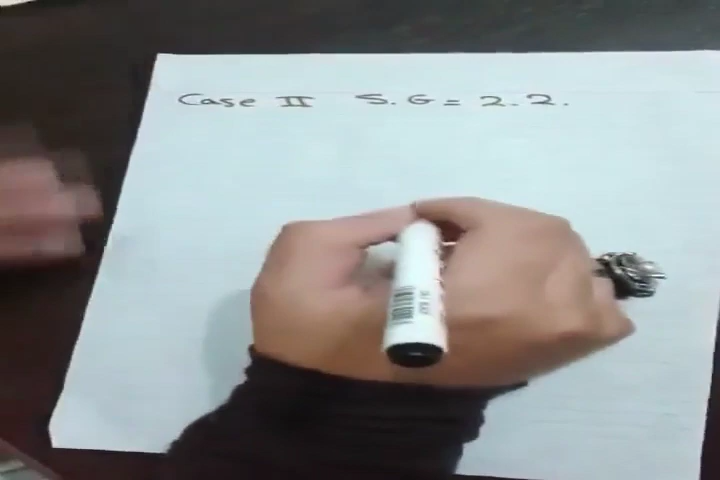 Case II S.G = 2.2.